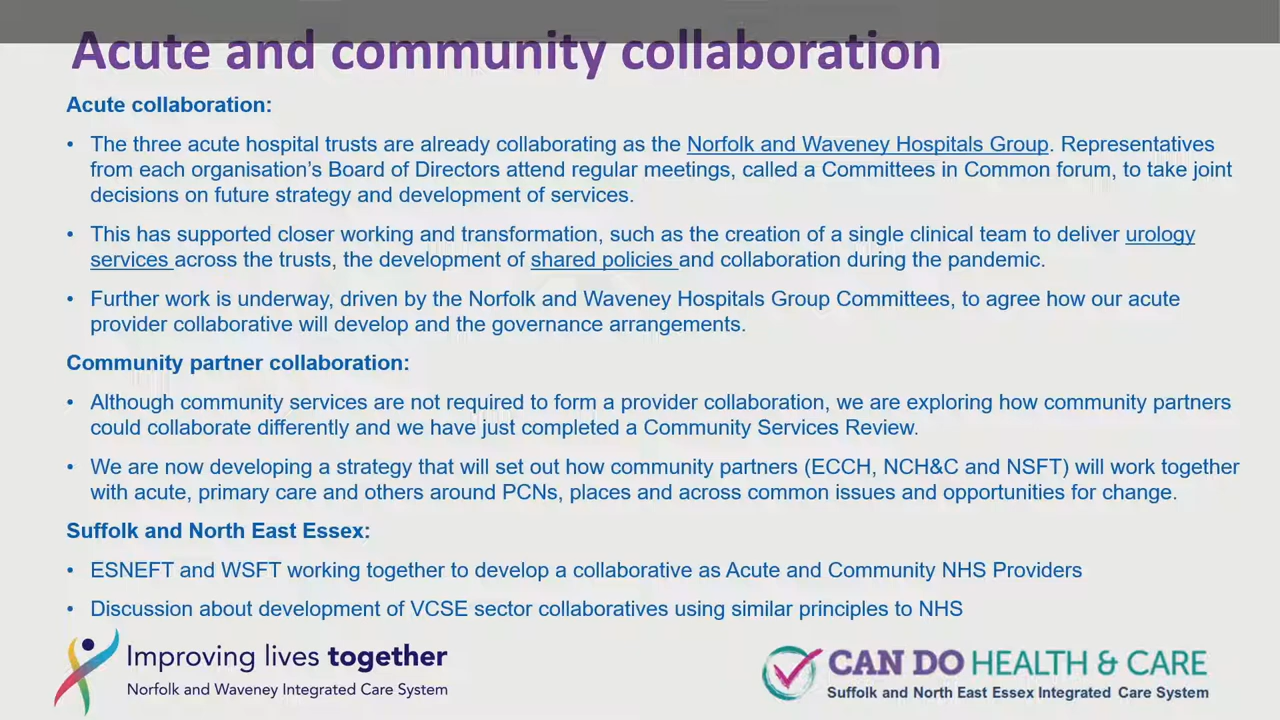 Acute and community collaboration
Acute collaboration:
• The three acute hospital trusts are already collaborating as the Norfolk and Waveney Hospitals Group. Representatives
from each organisation's Board of Directors attend regular meetings, called a Committees in Common forum, to take joint
decisions on future strategy and development of services.
• This has supported closer working and transformation, such as the creation of a single clinical team to deliver urology
services across the trusts, the development of shared policies and collaboration during the pandemic.
• Further work is underway, driven by the Norfolk and Waveney Hospitals Group Committees, to agree how our acute
provider collaborative will develop and the governance arrangements.
Community partner collaboration:
• Although community services are not required to form a provider collaboration, we are exploring how community partners
could collaborate differently and we have just completed a Community Services Review.
• We are now developing a strategy that will set out how community partners (ECCH, NCH&C and NSFT) will work together
with acute, primary care and others around PCNs, places and across common issues and opportunities for change.
Suffolk and North East Essex:
• ESNEFT and WSFT working together to develop a collaborative as Acute and Community NHS Providers
• Discussion about development of VCSE sector collaboratives using similar principles to NHS
Improving lives together
Norfolk and Waveney Integrated Care System
CAN DO HEALTH & CARE
Suffolk and North East Essex Integrated Care System